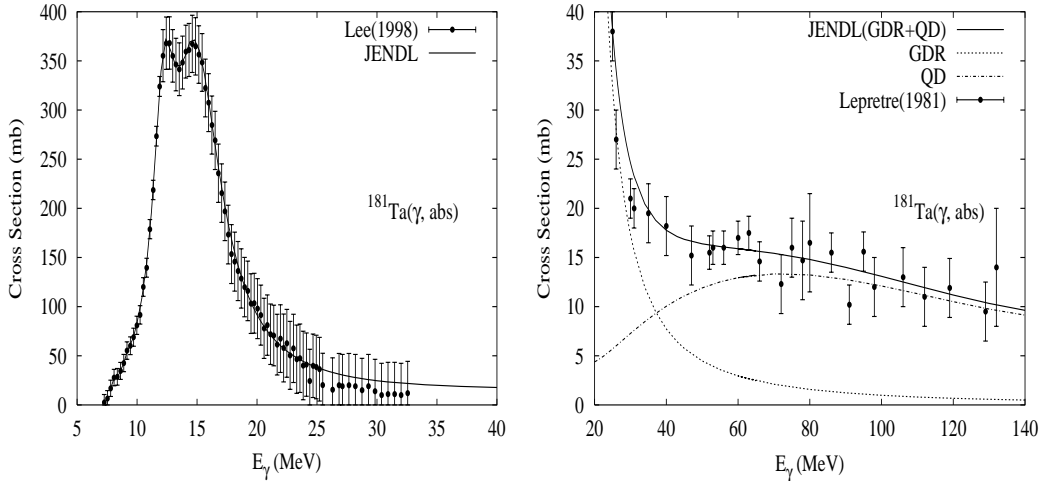 Lee(1998)
JENDL
¹⁸¹Ta(γ, abs)
Cross Section (mb)
400
350
300
250
200
150
100
50
0
5 10 15 20 25 30 35 40
Eγ (MeV)
JENDL(GDR+QD)
GDR
QD
Lepretre(1981)
¹⁸¹Ta(γ, abs)
Cross Section (mb)
40
35
30
25
20
15
10
5
0
20 40 60 80 100 120 140
Eγ (MeV)